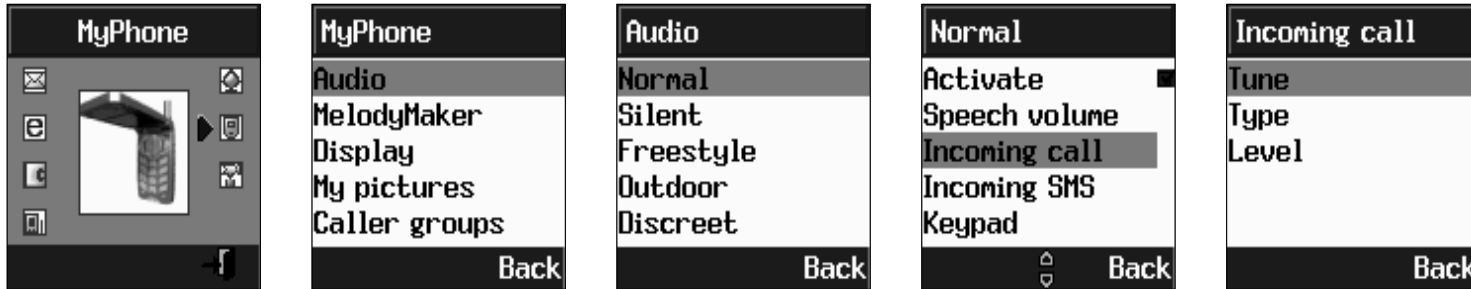 MyPhone
MyPhone
Audio
MelodyMaker
Display
My pictures
Caller groups
Back
Audio
Normal
Silent
Freestyle
Outdoor
Discreet
Back
Normal
Activate
Speech volume
Incoming call
Incoming SMS
Keypad
Back
Incoming call
Tune
Type
Level
Back